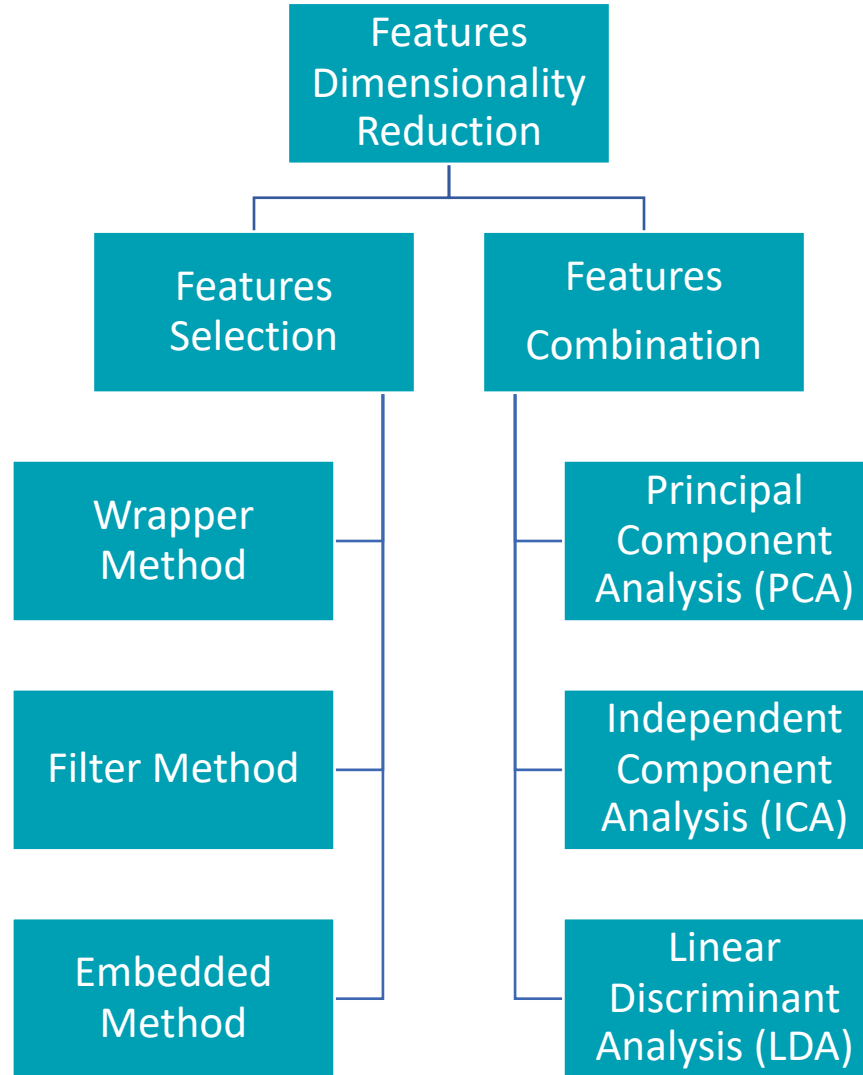 Features
Dimensionality
Reduction
Features
Selection
Features
Combination
Wrapper
Method
Principal
Component
Analysis (PCA)
Filter Method
Independent
Component
Analysis (ICA)
Embedded
Method
Linear
Discriminant
Analysis (LDA)